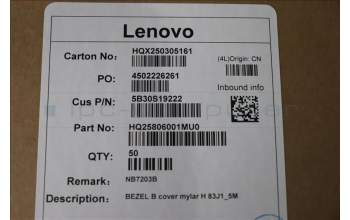 Lenovo
Carton No: HQX250305161
(4L)Origin: CN
PO: 4502226261
Inbound info
Cus P/N: 5B30S19222
Part No: HQ25806001MU0
QTY: 50
Remark: NB7203B
Description: BEZEL B cover mylar H 83J1_5M